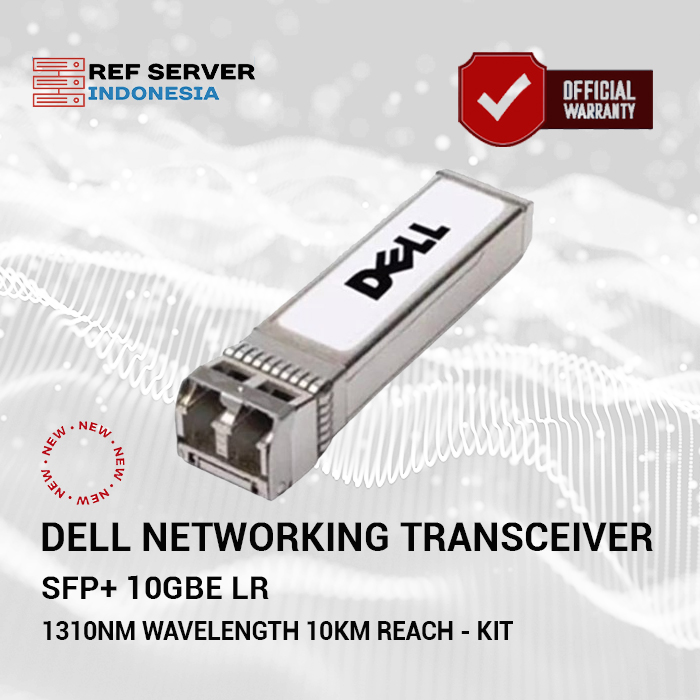 REF SERVER
INDONESIA
OFFICIAL
WARRANTY
DELL
NEW • NEW • NEW • NEW • NEW •
DELL NETWORKING TRANSCEIVER
SFP+ 10GBE LR
1310NM WAVELENGTH 10KM REACH - KIT